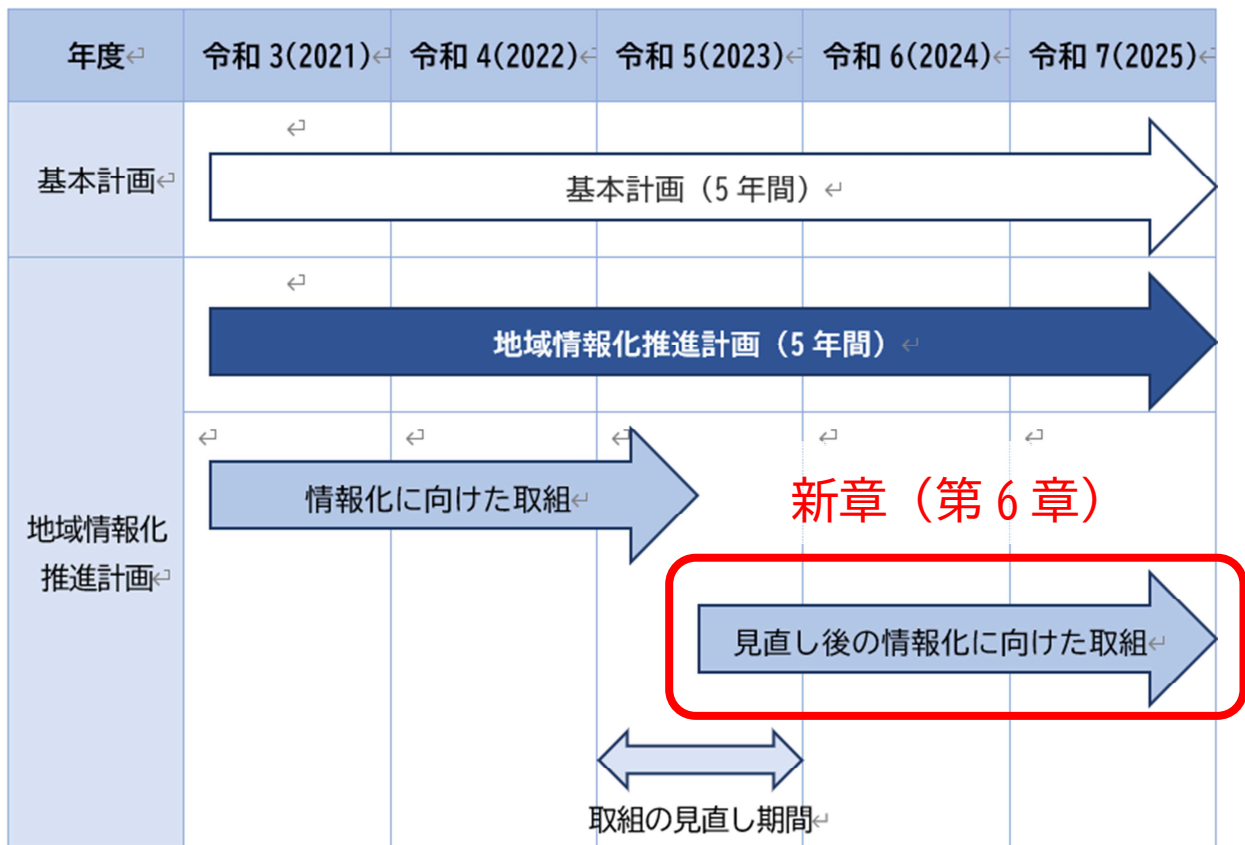 年度 令和 3(2021) 令和 4(2022) 令和 5(2023) 令和 6(2024) 令和 7(2025)
基本計画
基本計画（5 年間）
地域情報化推進計画（5 年間）
情報化に向けた取組
新章（第 6 章）
地域情報化
推進計画
見直し後の情報化に向けた取組
取組の見直し期間